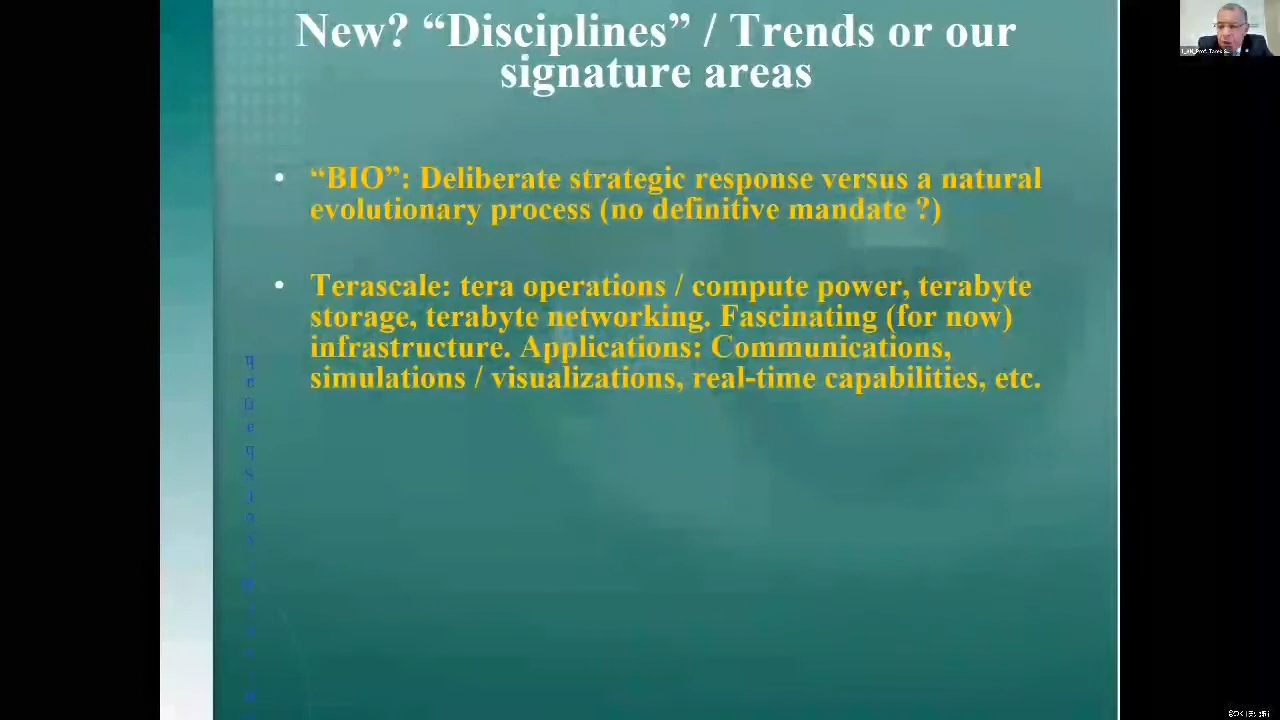 New? “Disciplines” / Trends or our
signature areas
• “BIO”: Deliberate strategic response versus a natural
evolutionary process (no definitive mandate ?)
• Terascale: tera operations / compute power, terabyte
storage, terabyte networking. Fascinating (for now)
infrastructure. Applications: Communications,
simulations / visualizations, real-time capabilities, etc.